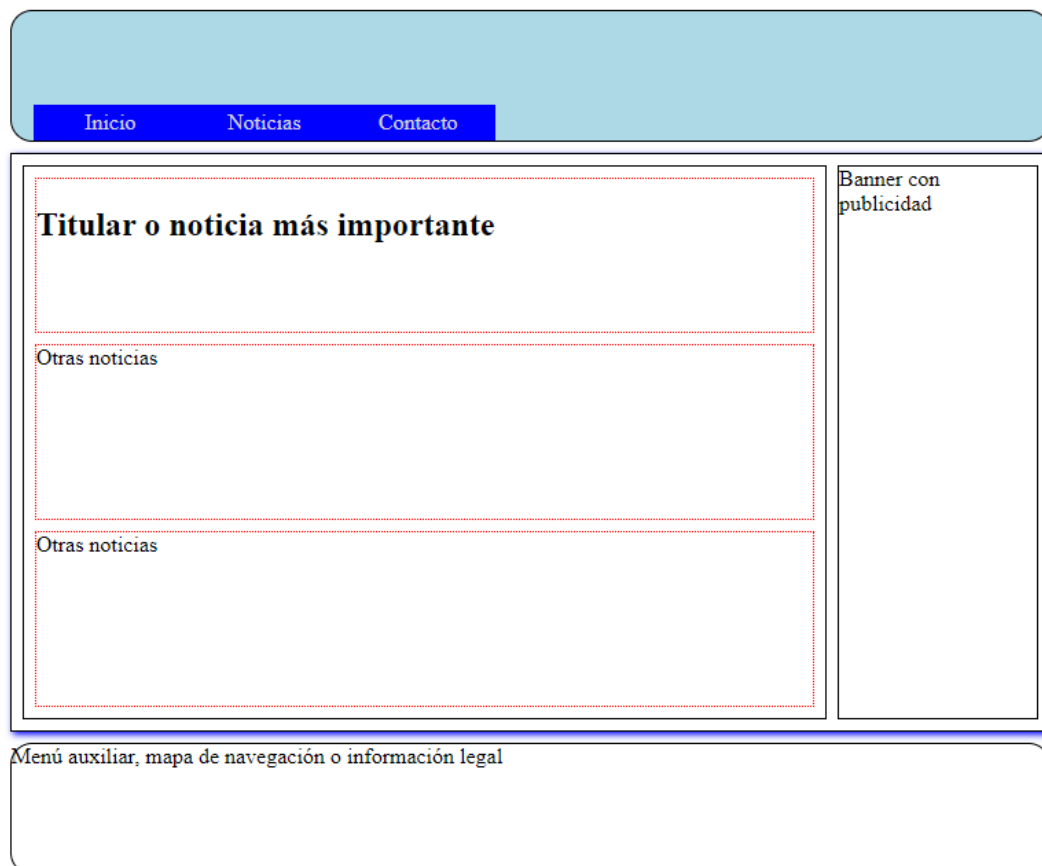 Inicio Noticias Contacto
Titular o noticia más importante
Otras noticias
Otras noticias
Banner con
publicidad
Menú auxiliar, mapa de navegación o información legal